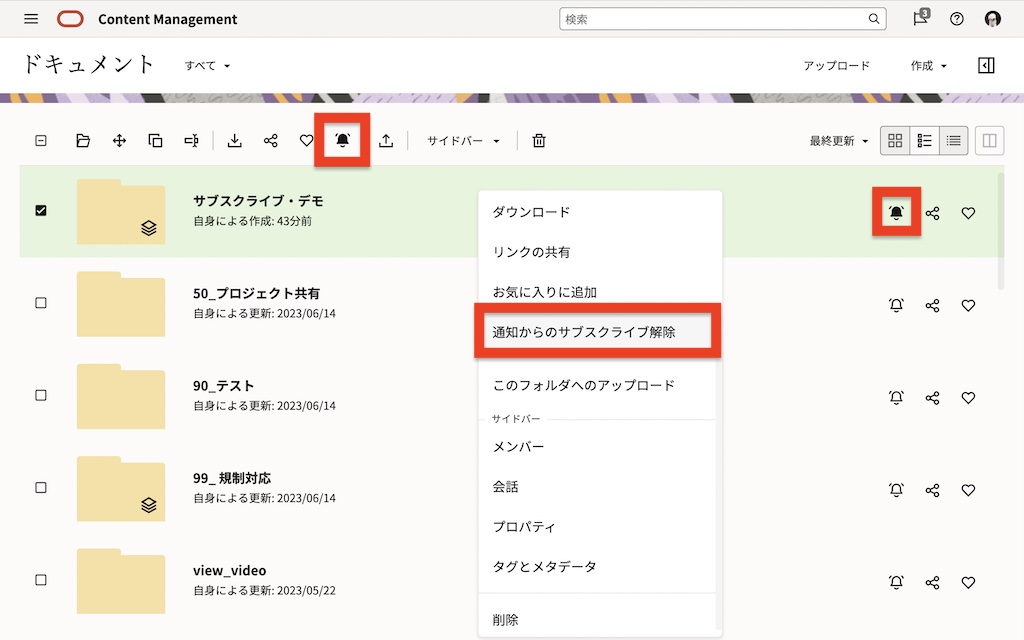 Content Management
検索
3
ドキュメント
すべて
アップロード
作成
サイドバー
最終更新
サブスクライブ・デモ
自身による作成: 43分前
50_プロジェクト共有
自身による更新: 2023/06/14
90_テスト
自身による更新: 2023/06/14
99_ 規制対応
自身による更新: 2023/06/14
view_video
自身による更新: 2023/05/22
ダウンロード
リンクの共有
お気に入りに追加
通知からのサブスクライブ解除
このフォルダへのアップロード
サイドバー
メンバー
会話
プロパティ
タグとメタデータ
削除